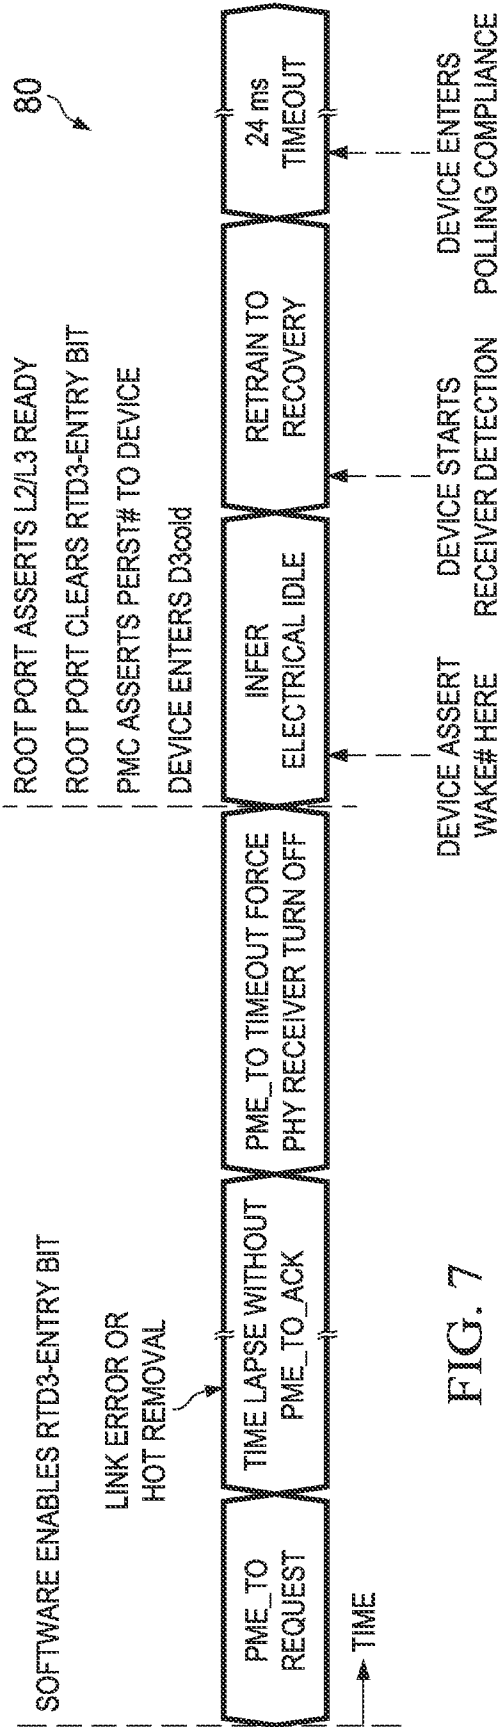 80
SOFTWARE ENABLES RTD3-ENTRY BIT
ROOT PORT ASSERTS L2/L3 READY
ROOT PORT CLEARS RTD3-ENTRY BIT
PMC ASSERTS PERST# TO DEVICE
DEVICE ENTERS D3cold
LINK ERROR OR
HOT REMOVAL
PME_TO
REQUEST
TIME LAPSE WITHOUT
PME_TO_ACK
PME_TO TIMEOUT FORCE
PHY RECEIVER TURN OFF
INFER
ELECTRICAL IDLE
RETRAIN TO
RECOVERY
24 ms
TIMEOUT
TIME
DEVICE ASSERT
WAKE# HERE
DEVICE STARTS
RECEIVER DETECTION
DEVICE ENTERS
POLLING COMPLIANCE
FIG. 7